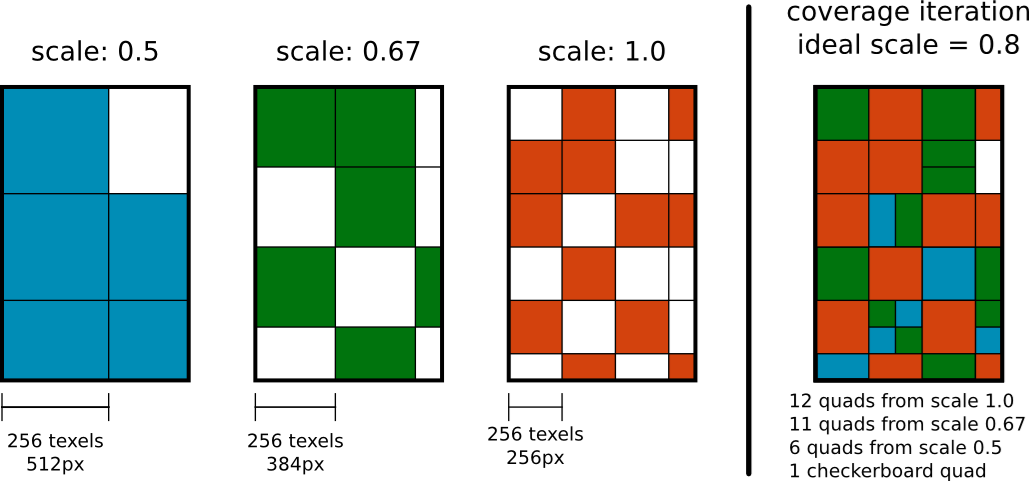 scale: 0.5
scale: 0.67
scale: 1.0
coverage iteration
ideal scale = 0.8
256 texels
512px
256 texels
384px
256 texels
256px
12 quads from scale 1.0
11 quads from scale 0.67
6 quads from scale 0.5
1 checkerboard quad